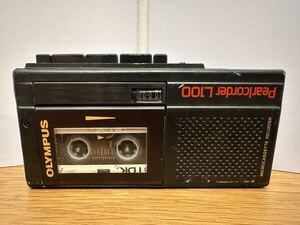 Pearlcorder L100
OLYMPUS
TDK
MICROCASSETTE RECORDER